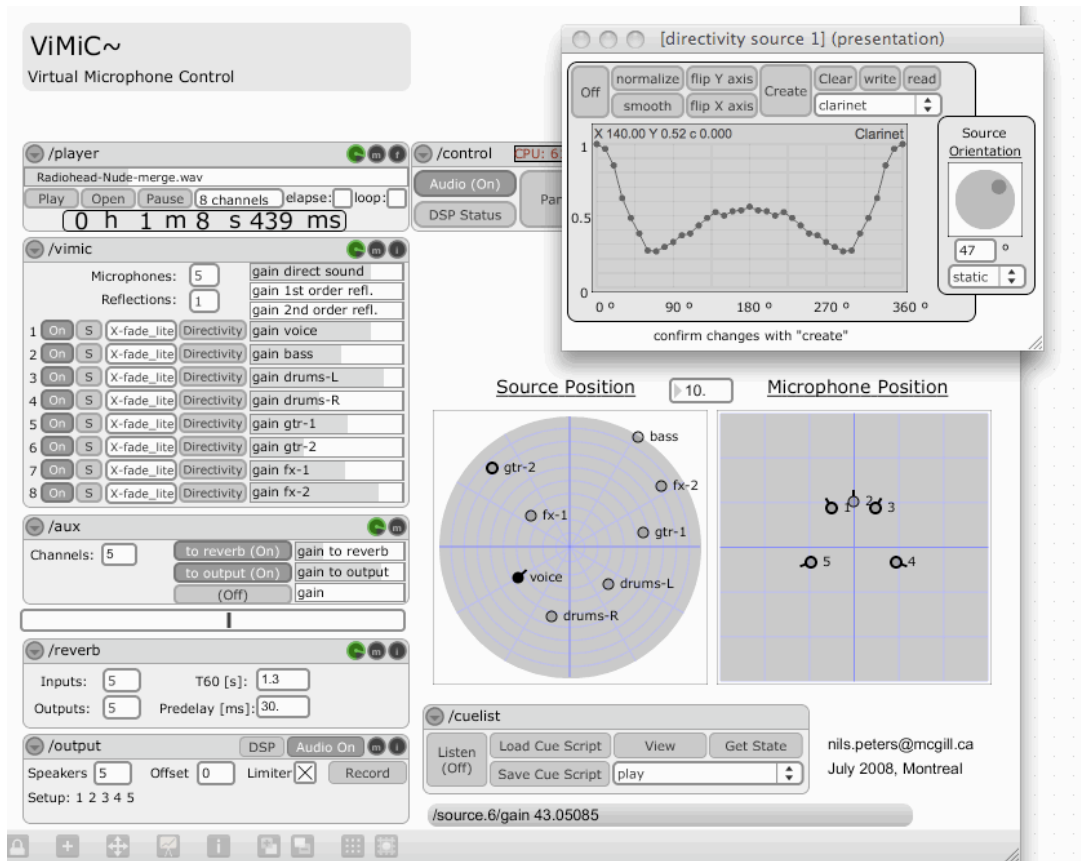 ViMiC~
Virtual Microphone Control
[directivity source 1] (presentation)
Off
normalize
flip Y axis
Create
Clear
write
read
smooth
flip X axis
clarinet
X 140.00 Y 0.52 c 0.000
Clarinet
1
0.5
0
0 º
90 º
180 º
270 º
360 º
confirm changes with "create"
Source
Orientation
47 º
static
/player
m
f
Radiohead-Nude-merge.wav
Play
Open
Pause
8 channels
elapse:
loop:
0 h 1 m 8 s 439 ms
/control
CPU: 6
Audio (On)
DSP Status
Par
/vimic
m
i
Microphones: 5
Reflections: 1
gain direct sound
gain 1st order refl.
gain 2nd order refl.
1 On S X-fade_lite Directivity gain voice
2 On S X-fade_lite Directivity gain bass
3 On S X-fade_lite Directivity gain drums-L
4 On S X-fade_lite Directivity gain drums-R
5 On S X-fade_lite Directivity gain gtr-1
6 On S X-fade_lite Directivity gain gtr-2
7 On S X-fade_lite Directivity gain fx-1
8 On S X-fade_lite Directivity gain fx-2
/aux
m
Channels: 5
to reverb (On)
gain to reverb
to output (On)
gain to output
(Off)
gain
/reverb
m
i
Inputs: 5
T60 [s]: 1.3
Outputs: 5
Predelay [ms]: 30.
/output
DSP
Audio On
m
i
Speakers 5
Offset 0
Limiter
Record
Setup: 1 2 3 4 5
Source Position
10.
Microphone Position
bass
gtr-2
fx-2
fx-1
gtr-1
voice
drums-L
drums-R
1
2
3
5
4
/cuelist
Listen
(Off)
Load Cue Script
View
Get State
Save Cue Script
play
nils.peters@mcgill.ca
July 2008, Montreal
/source.6/gain 43.05085
i